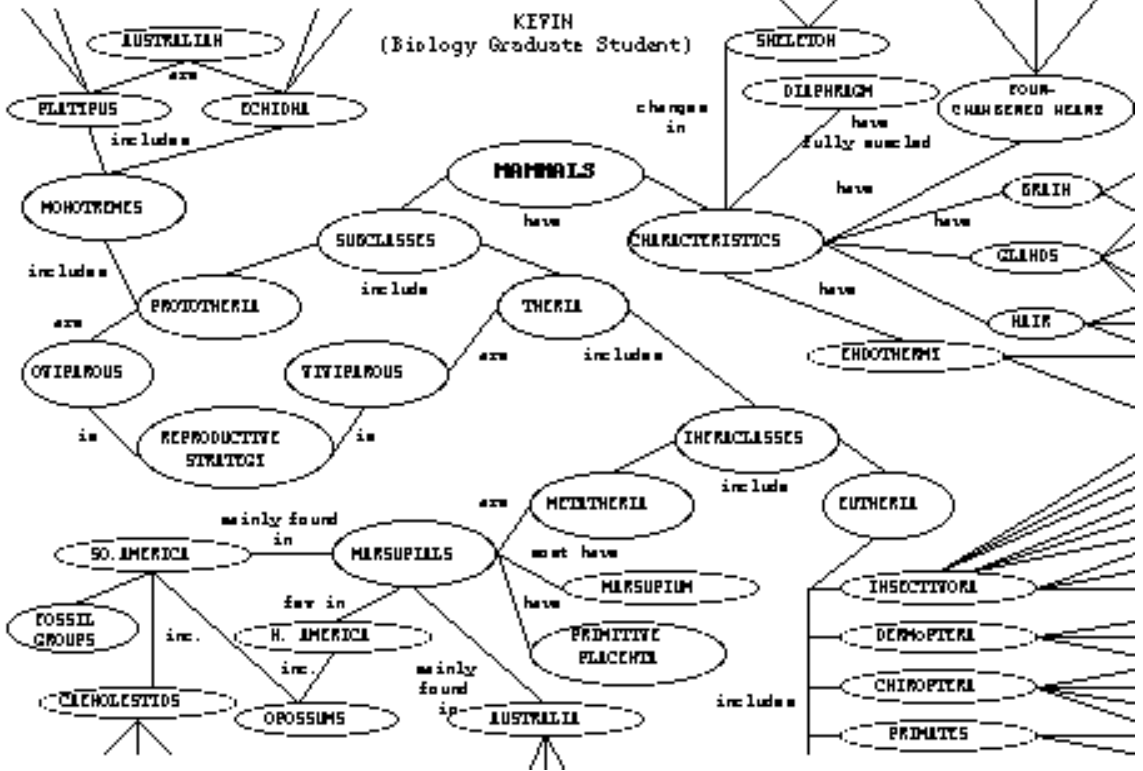 KEFIN
(Biology Graduate Student)
AUSTRALIAN
are
PLATYPUS
ECHIDNA
includes
MONOTREMES
includes
SKELETON
changes
in
DIAPHRAGM
have
fully muscled
FOUR-
CHAMBERED HEART
MAMMALS
have
have
BRAIN
have
SUBCLASSES
CHARACTERISTICS
GLANDS
include
have
PROTOTHERIA
THERIA
HAIR
are
are
includes
ENDOTHERMY
OVIPAROUS
VIVIPAROUS
is
is
REPRODUCTIVE
STRATEGY
INFRACLASSES
include
are
METATHERIA
EUTHERIA
mainly found
in
SO. AMERICA
MARSUPIALS
most have
MARSUPIUM
INSECTIVORA
few in
have
FOSSIL
GROUPS
inc.
N. AMERICA
PRIMITIVE
PLACENTA
DERMOPTERA
inc.
mainly
found
in
CAENOLESTIDS
OPOSSUMS
AUSTRALIA
includes
CHIROPTERA
PRIMATES